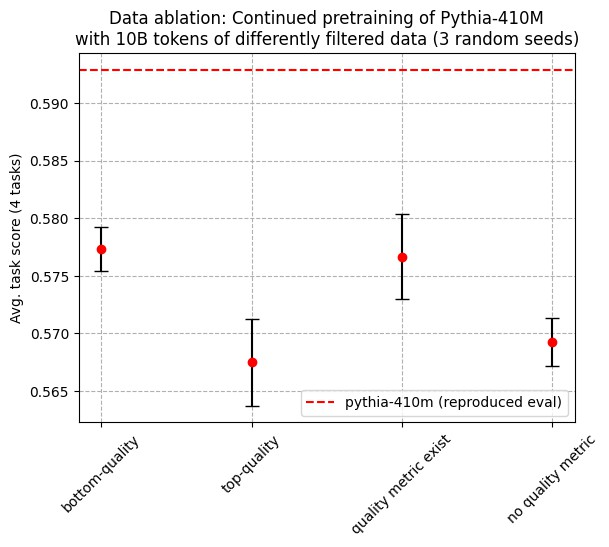 Data ablation: Continued pretraining of Pythia-410M
with 10B tokens of differently filtered data (3 random seeds)
Avg. task score (4 tasks)
0.590
0.585
0.580
0.575
0.570
0.565
pythia-410m (reproduced eval)
bottom-quality
top-quality
quality metric exist
no quality metric